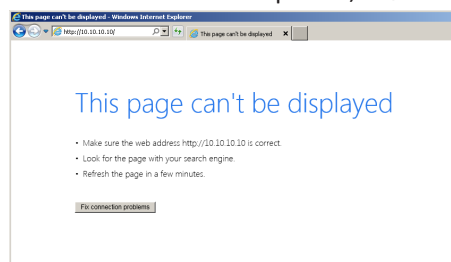 This page can't be displayed - Windows Internet Explorer
http://10.10.10.10/
This page can't be displayed
This page can't be displayed
• Make sure the web address http://10.10.10.10 is correct.
• Look for the page with your search engine.
• Refresh the page in a few minutes.
Fix connection problems